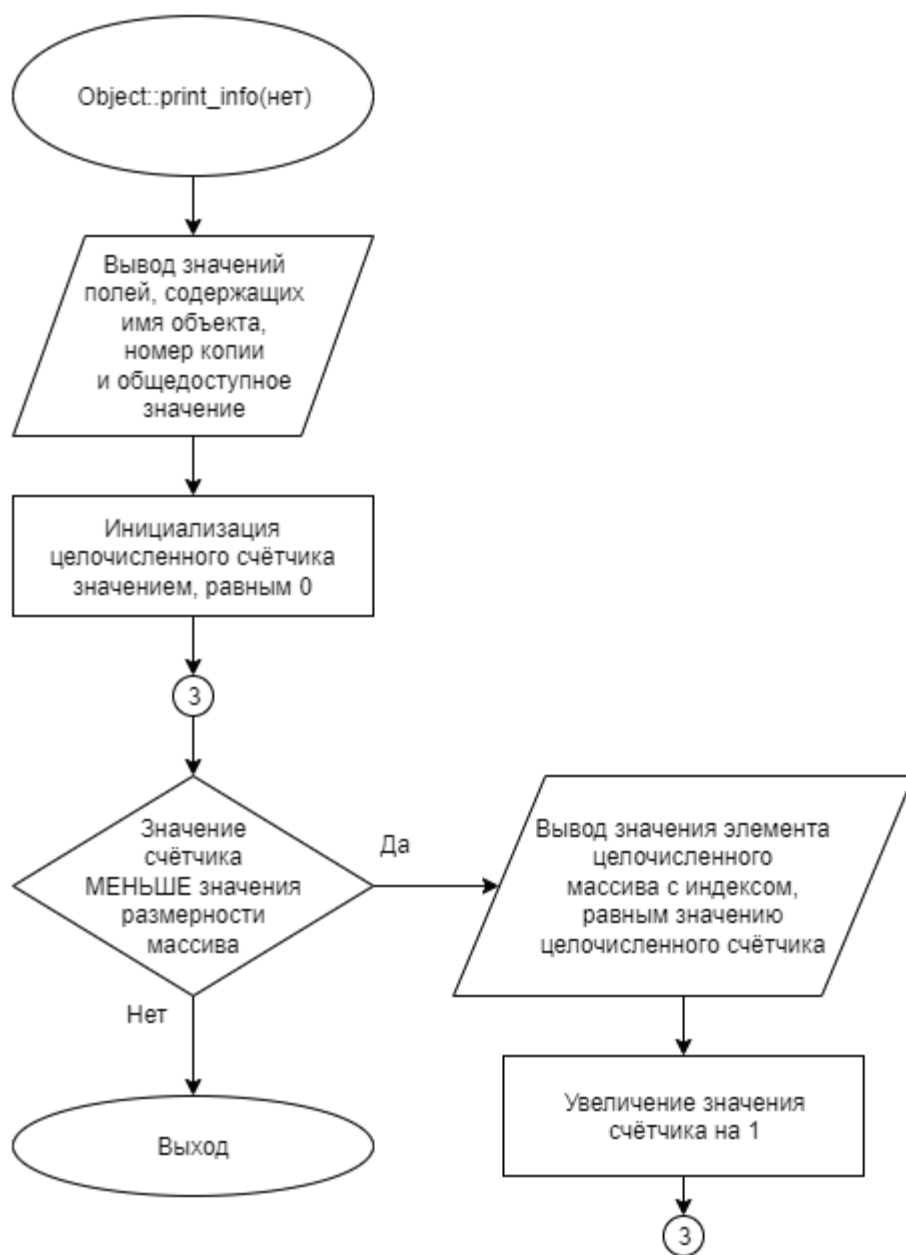 Object::print_info(нет)
Вывод значений
полей, содержащих
имя объекта,
номер копии
и общедоступное
значение
Инициализация
целочисленного счётчика
значением, равным 0
3
Значение
счётчика
МЕНЬШЕ значения
размерности
массива
Да
Вывод значения элемента
целочисленного
массива с индексом,
равным значению
целочисленного счётчика
Нет
Увеличение значения
счётчика на 1
Выход
3